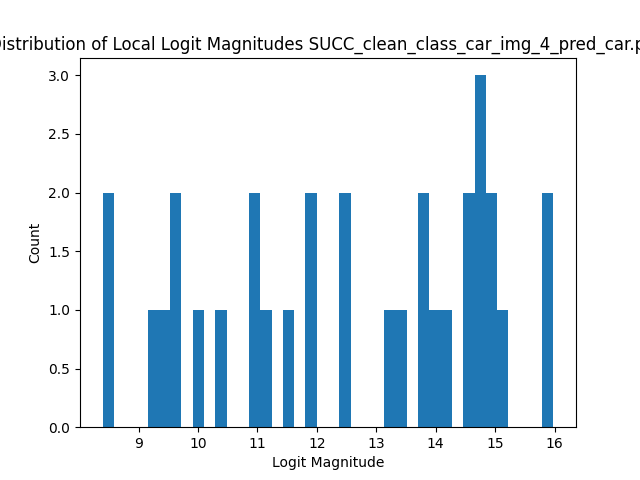 Distribution of Local Logit Magnitudes SUCC_clean_class_car_img_4_pred_car.p
3.0
2.5
2.0
1.5
1.0
0.5
0.0
Count
9 10 11 12 13 14 15 16
Logit Magnitude